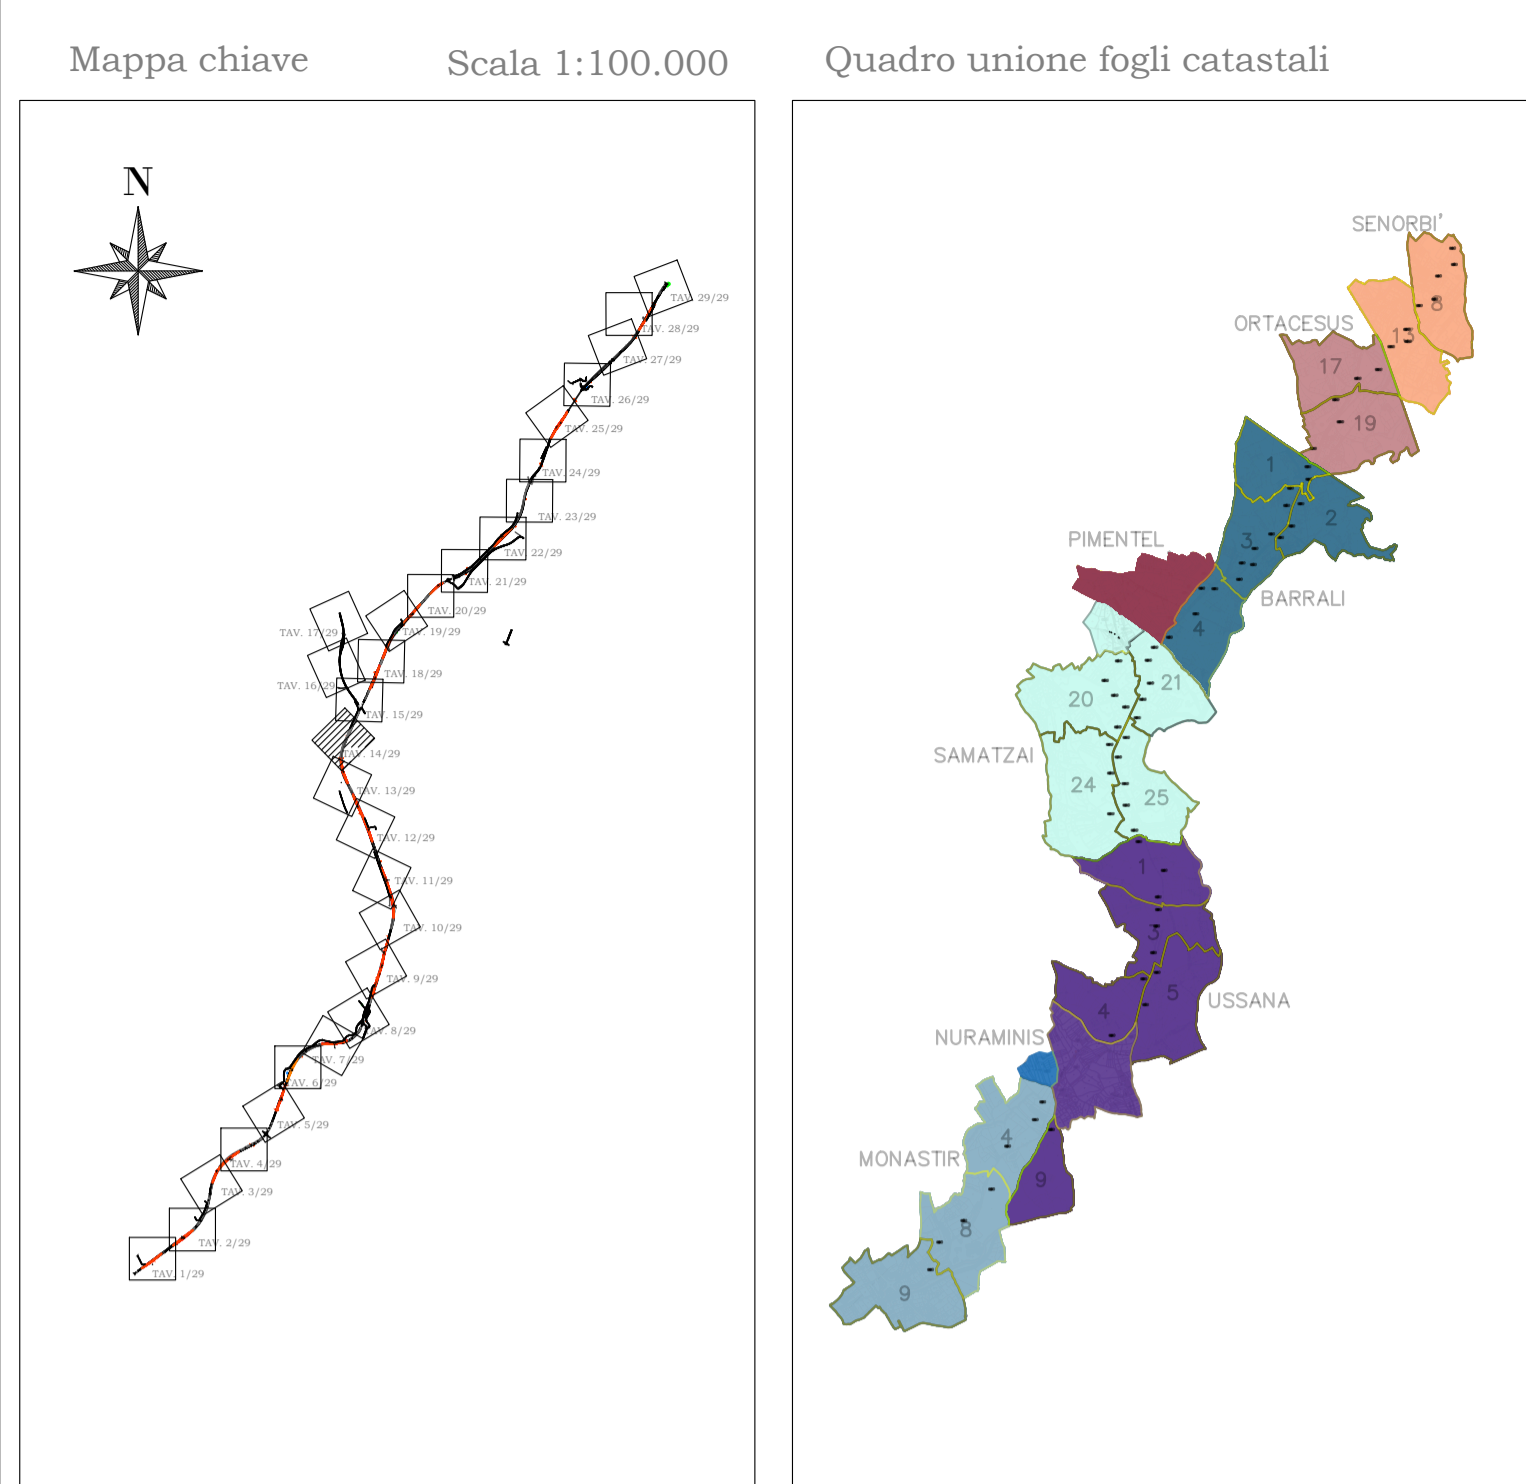 Mappa chiave
Scala 1:100.000
N
TAV. 29/29
TAV. 28/29
TAV. 27/29
TAV. 26/29
TAV. 25/29
TAV. 24/29
TAV. 23/29
TAV. 22/29
TAV. 21/29
TAV. 20/29
TAV. 19/29
TAV. 18/29
TAV. 17/29
TAV. 16/29
TAV. 15/29
TAV. 14/29
TAV. 13/29
TAV. 12/29
TAV. 11/29
TAV. 10/29
TAV. 9/29
TAV. 8/29
TAV. 7/29
TAV. 6/29
TAV. 5/29
TAV. 4/29
TAV. 3/29
TAV. 2/29
TAV. 1/29
Quadro unione fogli catastali
SENORBI'
8
13
ORTACESUS
17
19
1
2
3
PIMENTEL
BARRALI
4
21
20
SAMATZAI
24
25
1
3
5
USSANA
4
NURAMINIS
4
MONASTIR
9
8
9